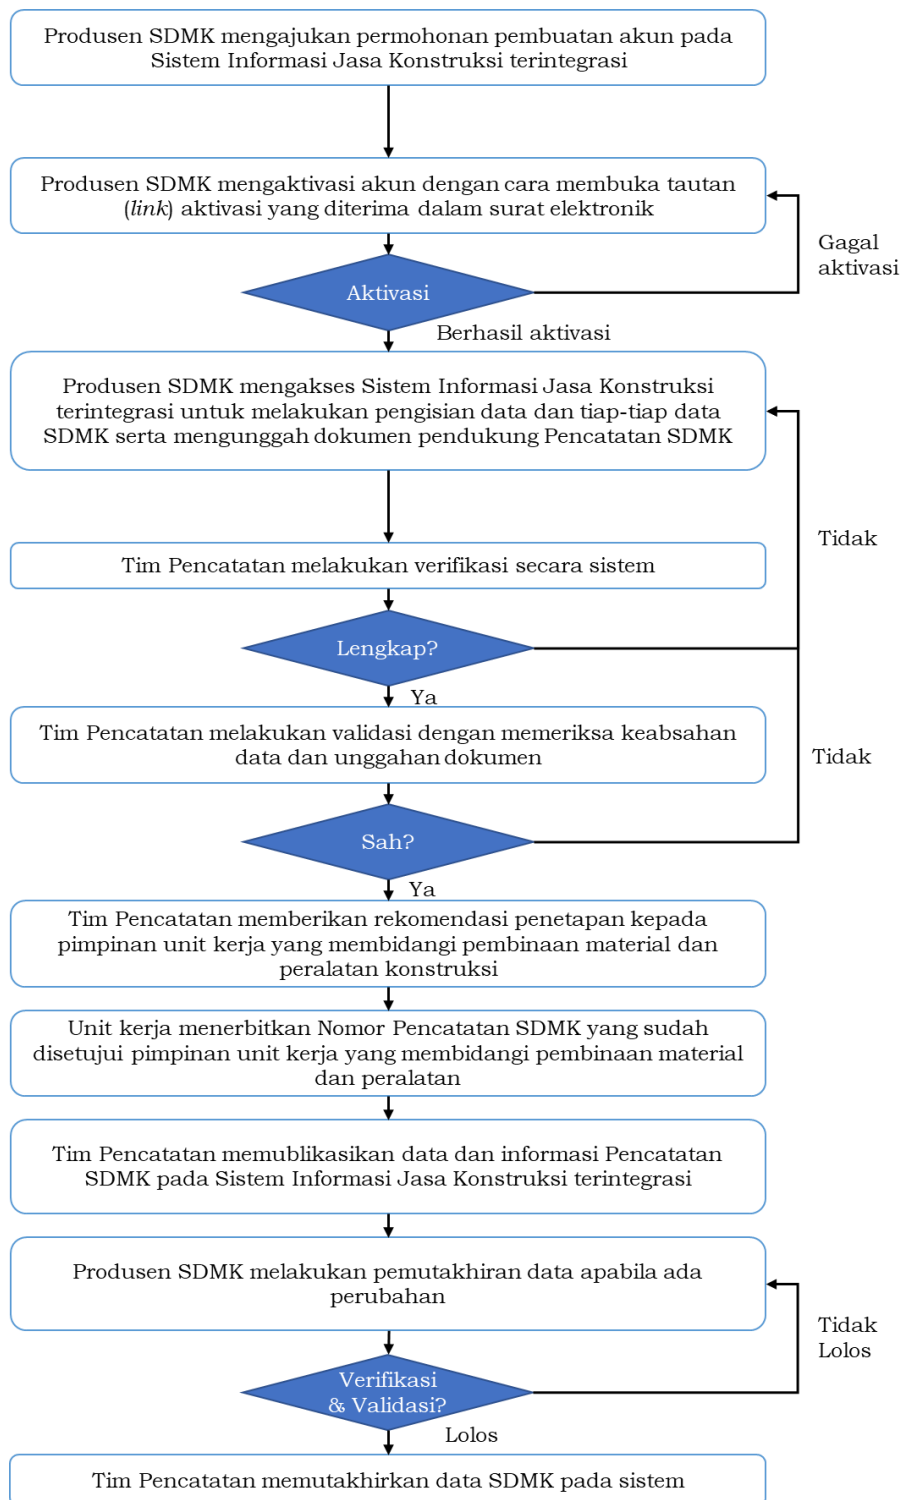 Produsen SDMK mengajukan permohonan pembuatan akun pada
Sistem Informasi Jasa Konstruksi terintegrasi
Produsen SDMK mengaktivasi akun dengan cara membuka tautan
(link) aktivasi yang diterima dalam surat elektronik
Gagal
aktivasi
Aktivasi
Berhasil aktivasi
Produsen SDMK mengakses Sistem Informasi Jasa Konstruksi
terintegrasi untuk melakukan pengisian data dan tiap-tiap data
SDMK serta mengunggah dokumen pendukung Pencatatan SDMK
Tidak
Tim Pencatatan melakukan verifikasi secara sistem
Lengkap?
Ya
Tim Pencatatan melakukan validasi dengan memeriksa keabsahan
data dan unggahan dokumen
Tidak
Sah?
Ya
Tim Pencatatan memberikan rekomendasi penetapan kepada
pimpinan unit kerja yang membidangi pembinaan material dan
peralatan konstruksi
Unit kerja menerbitkan Nomor Pencatatan SDMK yang sudah
disetujui pimpinan unit kerja yang membidangi pembinaan material
dan peralatan
Tim Pencatatan memublikasikan data dan informasi Pencatatan
SDMK pada Sistem Informasi Jasa Konstruksi terintegrasi
Produsen SDMK melakukan pemutakhiran data apabila ada
perubahan
Tidak
Lolos
Verifikasi
& Validasi?
Lolos
Tim Pencatatan memutakhirkan data SDMK pada sistem